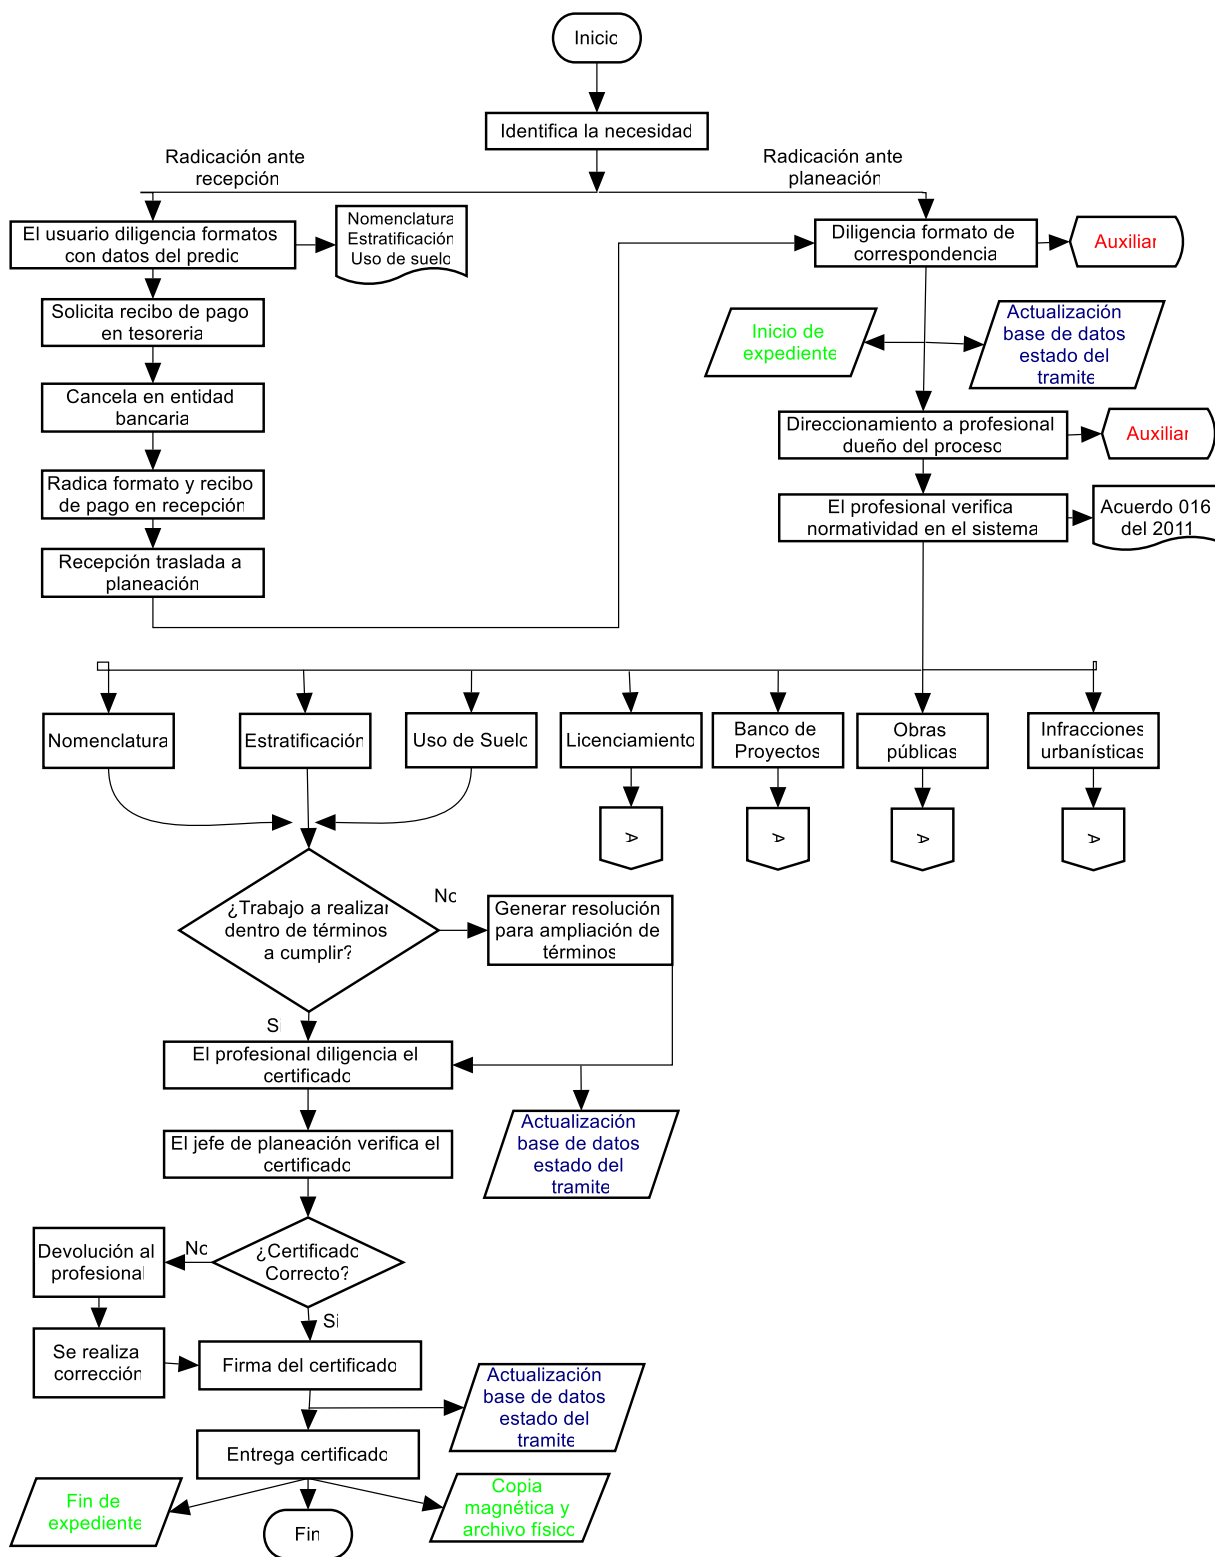 Inicio
Identifica la necesidad
Radicación ante
recepción
Radicación ante
planeación
El usuario diligencia formatos
con datos del predio
Nomenclatura
Estratificación
Uso de suelo
Diligencia formato de
correspondencia
Auxiliar
Solicita recibo de pago
en tesoreria
Inicio de
expediente
Actualización
base de datos
estado del
tramite
Cancela en entidad
bancaria
Direccionamiento a profesional
dueño del proceso
Auxiliar
Radica formato y recibo
de pago en recepción
El profesional verifica
normatividad en el sistema
Acuerdo 016
del 2011
Recepción traslada a
planeación
Nomenclatura
Estratificación
Uso de Suelo
Licenciamiento
Banco de
Proyectos
Obras
públicas
Infracciones
urbanísticas
A
A
A
A
¿Trabajo a realizar
dentro de términos
a cumplir?
No
Generar resolución
para ampliación de
términos
Si
El profesional diligencia el
certificado
Actualización
base de datos
estado del
tramite
El jefe de planeación verifica el
certificado
¿Certificado
Correcto?
No
Devolución al
profesional
Si
Se realiza
corrección
Firma del certificado
Actualización
base de datos
estado del
tramite
Entrega certificado
Fin de
expediente
Fin
Copia
magnética y
archivo físico